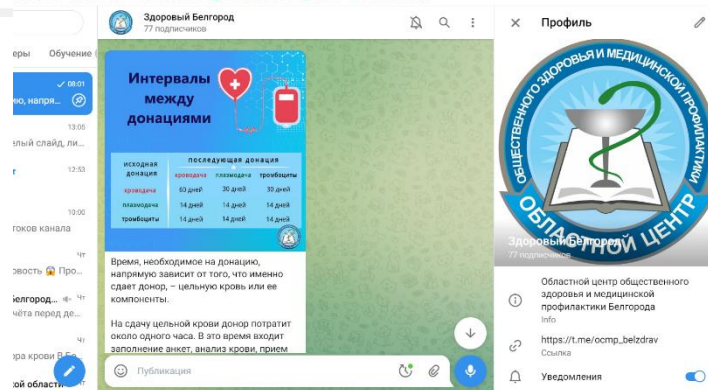 еры Обучение
08:01
ию, напря...
13:05
елый слайд, ли...
12:53
10:00
гоков канала
Чт
овость 😱 Про...
Белгород... Чт
чёта перед де...
Чт
ора крови В Бе...
ой област
Здоровый Белгород
77 подписчиков
Интервалы
между
донациями
исходная донация
последующая донация
кроводача плазмодача тромбоциты
кроводача 60 дней 30 дней 30 дней
плазмодача 14 дней 14 дней 14 дней
тромбоциты 14 дней 14 дней 14 дней
Время, необходимое на донацию,
напрямую зависит от того, что именно
сдает донор, – цельную кровь или ее
компоненты.
На сдачу цельной крови донор потратит
около одного часа. В это время входит
заполнение анкет, анализ крови, прием
Публикация
Профиль
ОБЩЕСТВЕННОГО ЗДОРОВЬЯ И МЕДИЦИНСКОЙ ПРОФИЛАКТИКИ
ОБЛАСТНОЙ ЦЕНТР
Здоровый Белгород
77 подписчиков
Областной центр общественного
здоровья и медицинской
профилактики Белгорода
Info
https://t.me/ocmp_belzdrav
Ссылка
Уведомления